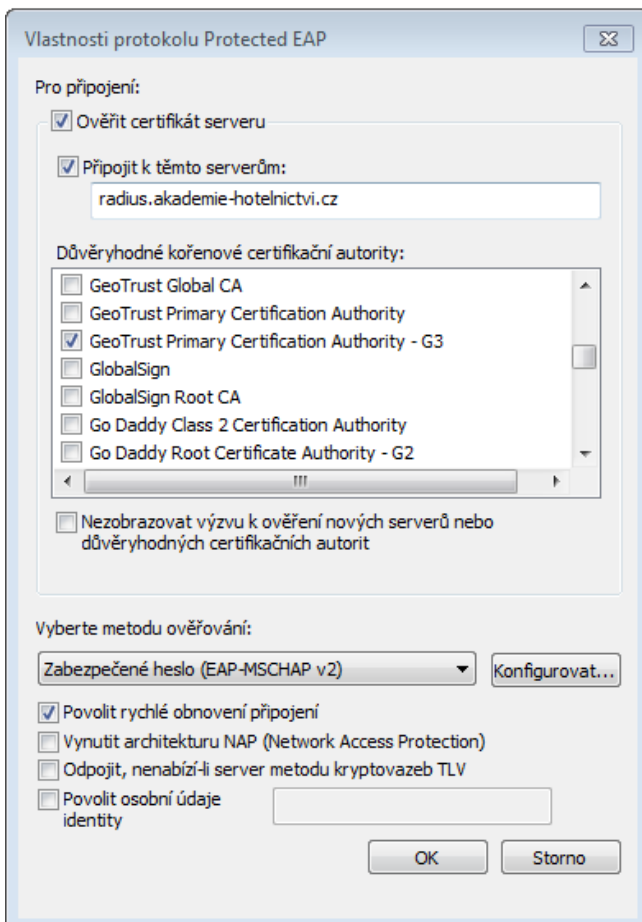 Vlastnosti protokolu Protected EAP
Pro připojení:
Ověřit certifikát serveru
Připojit k těmto serverům:
radius.akademie-hotelnictvi.cz
Důvěryhodné kořenové certifikační autority:
GeoTrust Global CA
GeoTrust Primary Certification Authority
GeoTrust Primary Certification Authority - G3
GlobalSign
GlobalSign Root CA
Go Daddy Class 2 Certification Authority
Go Daddy Root Certificate Authority - G2
Nezobrazovat výzvu k ověření nových serverů nebo
důvěryhodných certifikačních autorit
Vyberte metodu ověřování:
Zabezpečené heslo (EAP-MSCHAP v2)
Konfigurovat...
Povolit rychlé obnovení připojení
Vynutit architekturu NAP (Network Access Protection)
Odpojit, nenabízí-li server metodu kryptovazeb TLV
Povolit osobní údaje
identity
OK
Storno